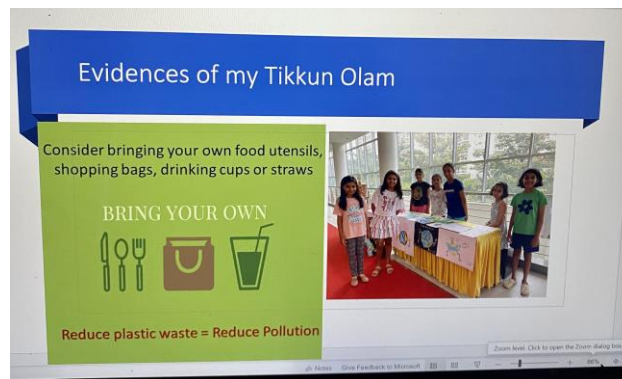 Evidences of my Tikkun Olam
Consider bringing your own food utensils,
shopping bags, drinking cups or straws
BRING YOUR OWN
Reduce plastic waste = Reduce Pollution
Zoom level. Click to open the Zoom dialog box
Notes Give Feedback to Microsoft 86%